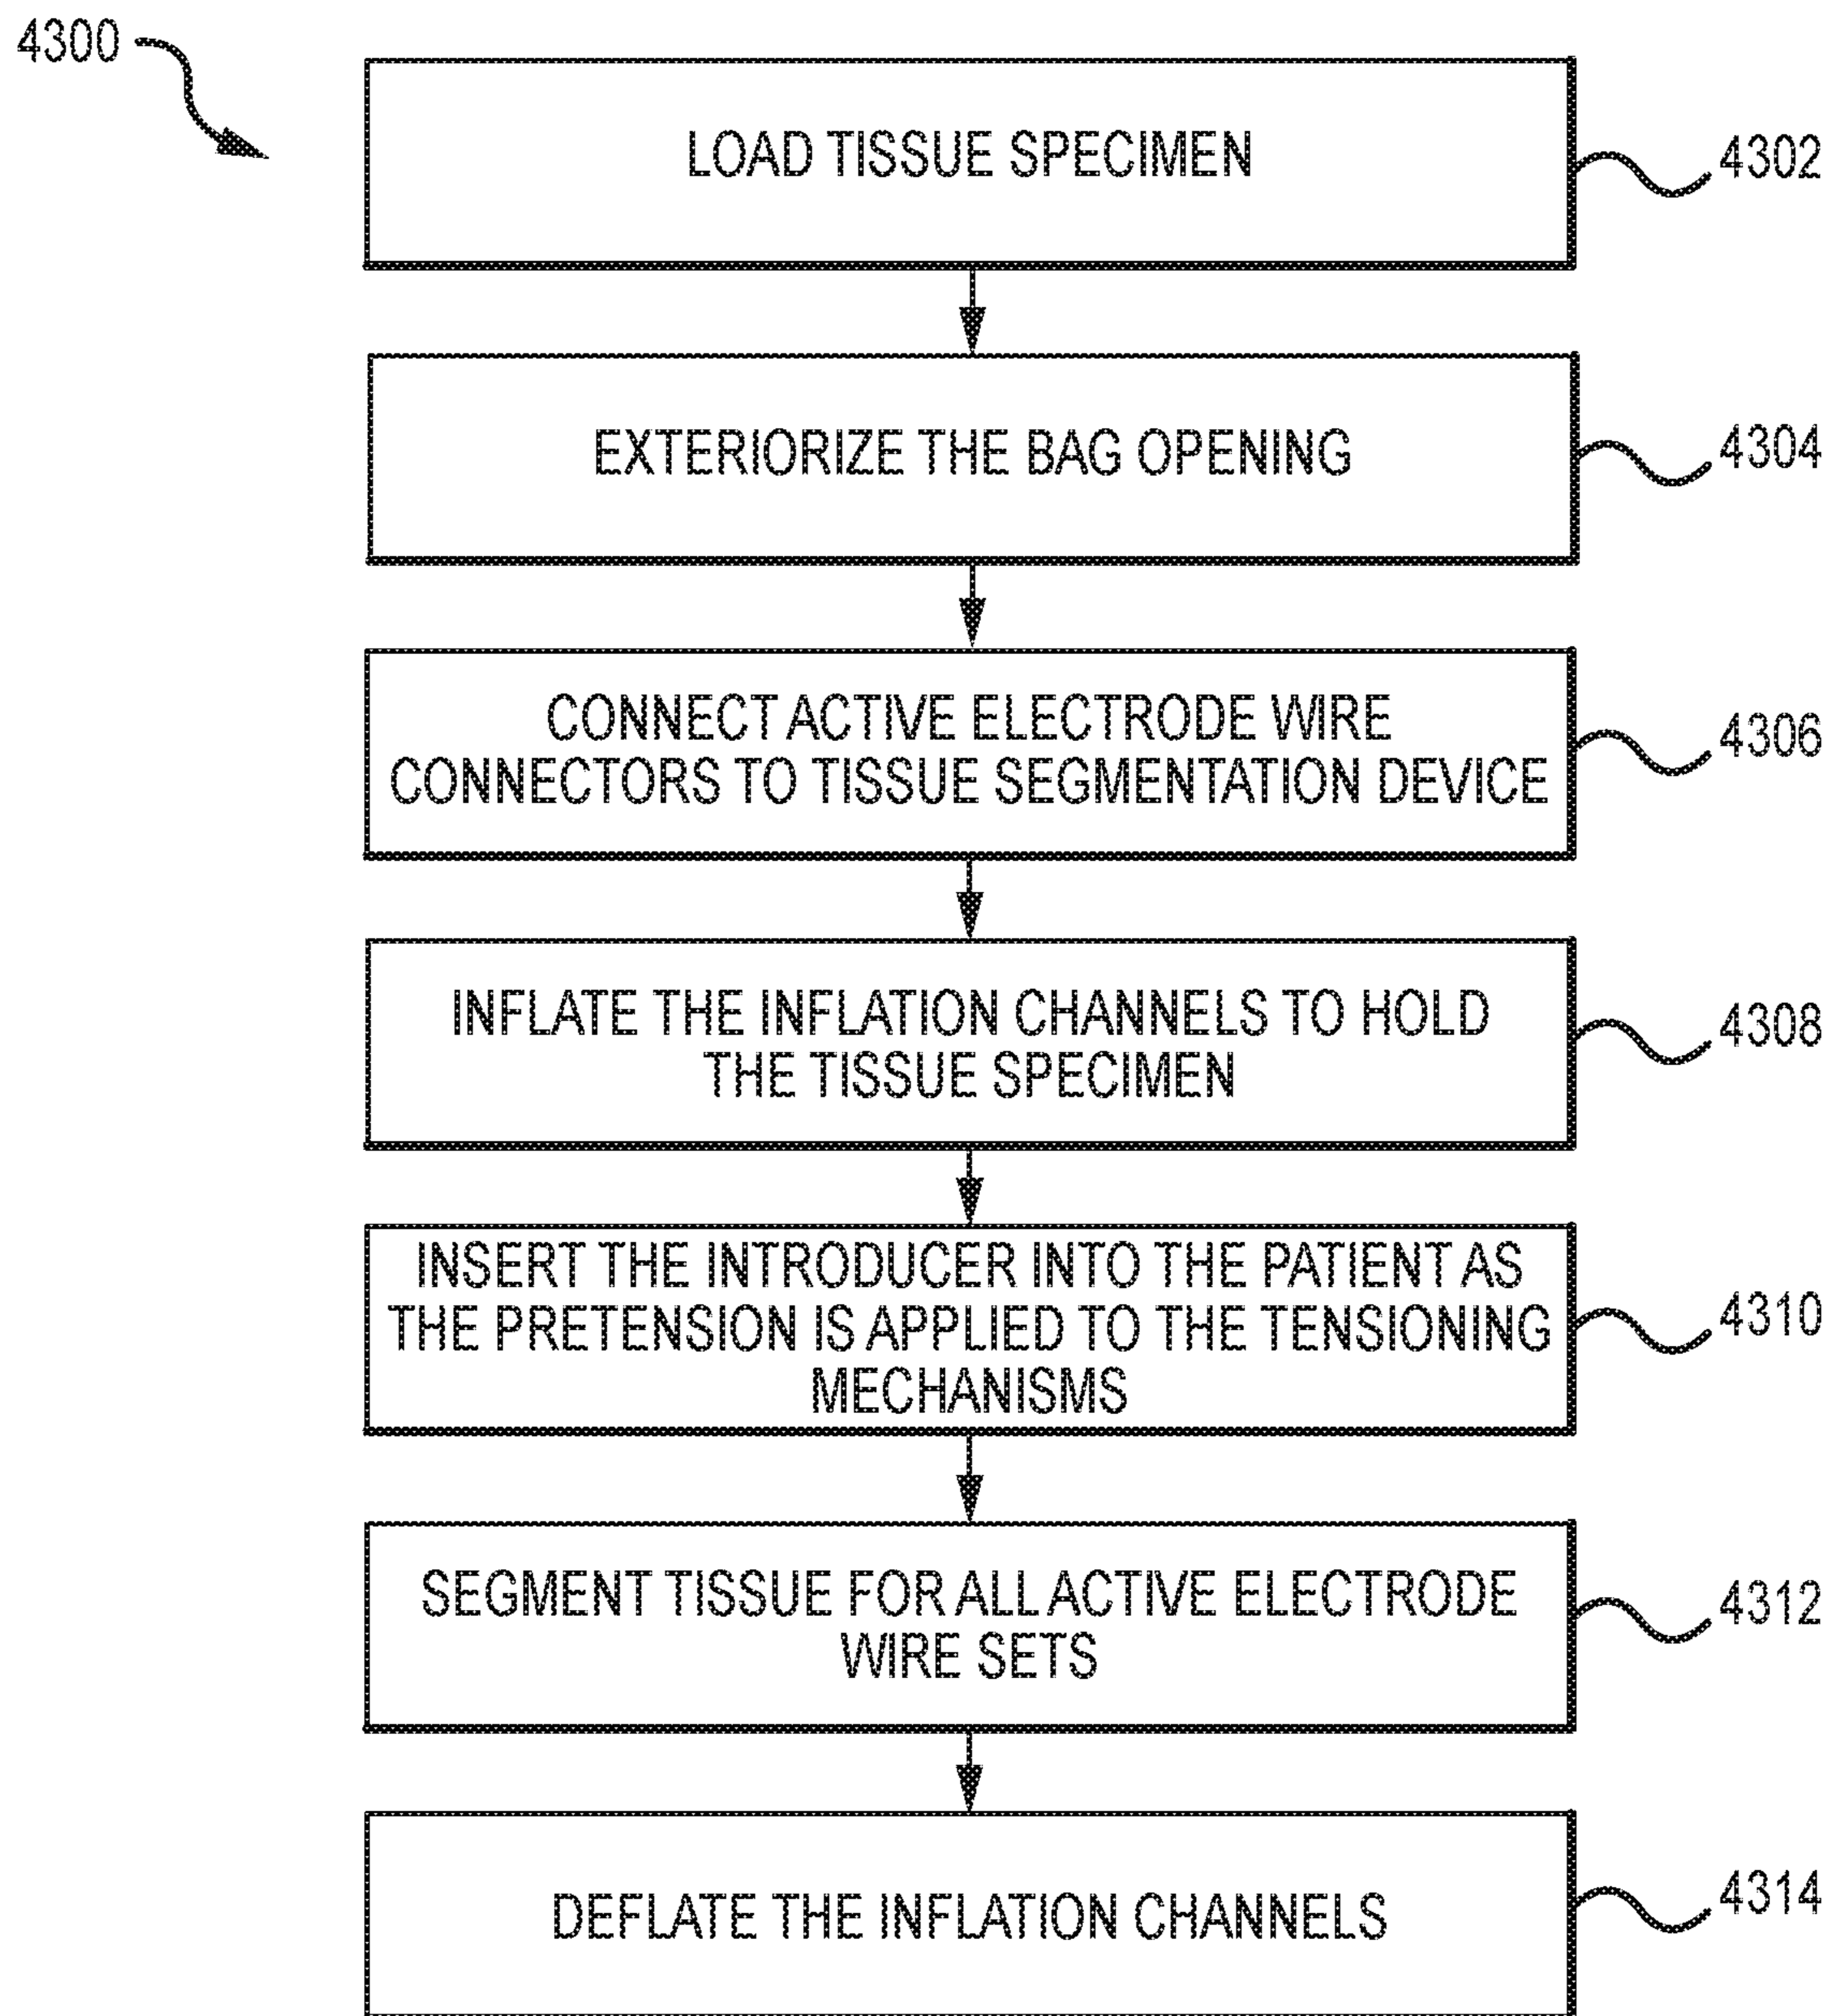 4300
LOAD TISSUE SPECIMEN
4302
EXTERIORIZE THE BAG OPENING
4304
CONNECT ACTIVE ELECTRODE WIRE
CONNECTORS TO TISSUE SEGMENTATION DEVICE
4306
INFLATE THE INFLATION CHANNELS TO HOLD
THE TISSUE SPECIMEN
4308
INSERT THE INTRODUCER INTO THE PATIENT AS
THE PRETENSION IS APPLIED TO THE TENSIONING
MECHANISMS
4310
SEGMENT TISSUE FOR ALL ACTIVE ELECTRODE
WIRE SETS
4312
DEFLATE THE INFLATION CHANNELS
4314